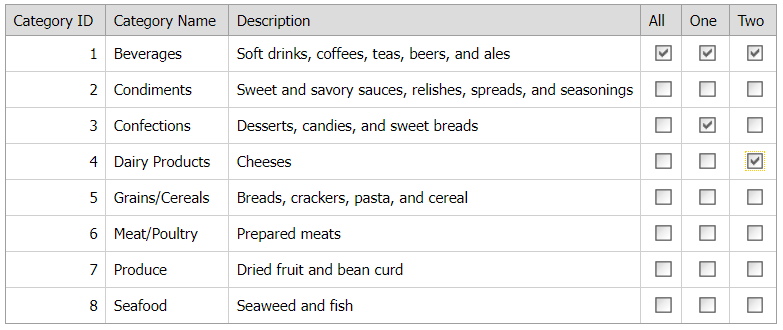 Category ID Category Name Description All One Two
1 Beverages Soft drinks, coffees, teas, beers, and ales
2 Condiments Sweet and savory sauces, relishes, spreads, and seasonings
3 Confections Desserts, candies, and sweet breads
4 Dairy Products Cheeses
5 Grains/Cereals Breads, crackers, pasta, and cereal
6 Meat/Poultry Prepared meats
7 Produce Dried fruit and bean curd
8 Seafood Seaweed and fish